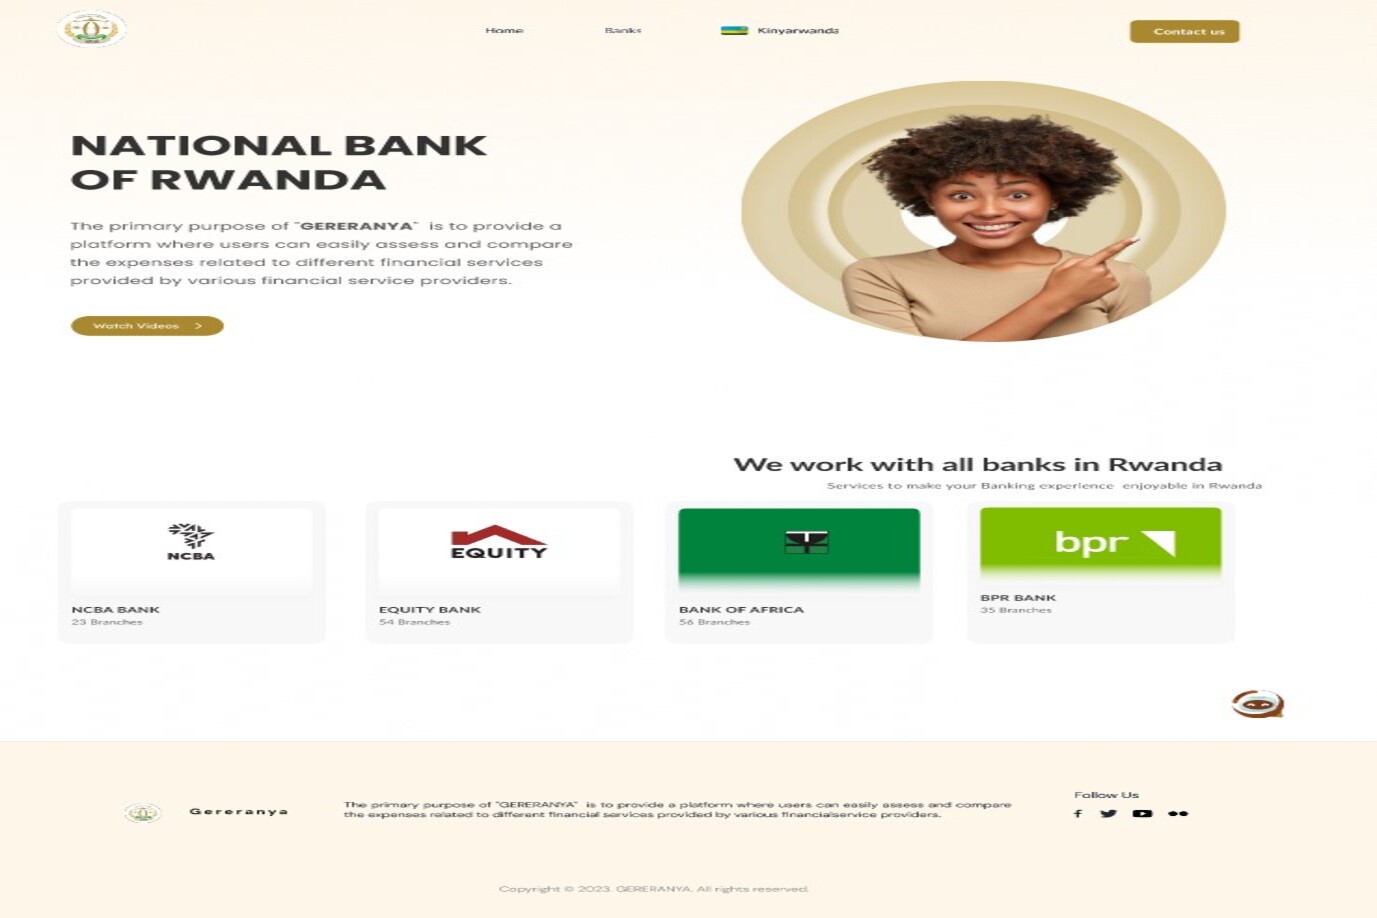 Home Banks Kinyarwanda Contact us
NATIONAL BANK
OF RWANDA
The primary purpose of "GERERANYA" is to provide a
platform where users can easily assess and compare
the expenses related to different financial services
provided by various financial service providers.
Watch Videos >
We work with all banks in Rwanda
Services to make your Banking experience enjoyable in Rwanda
NCBA
EQUITY
bpr
NCBA BANK
23 Branches
EQUITY BANK
54 Branches
BANK OF AFRICA
56 Branches
BPR BANK
35 Branches
Gereranya
The primary purpose of "GERERANYA" is to provide a platform where users can easily assess and compare
the expenses related to different financial services provided by various financialservice providers.
Follow Us
Copyright © 2023. GERERANYA. All rights reserved.